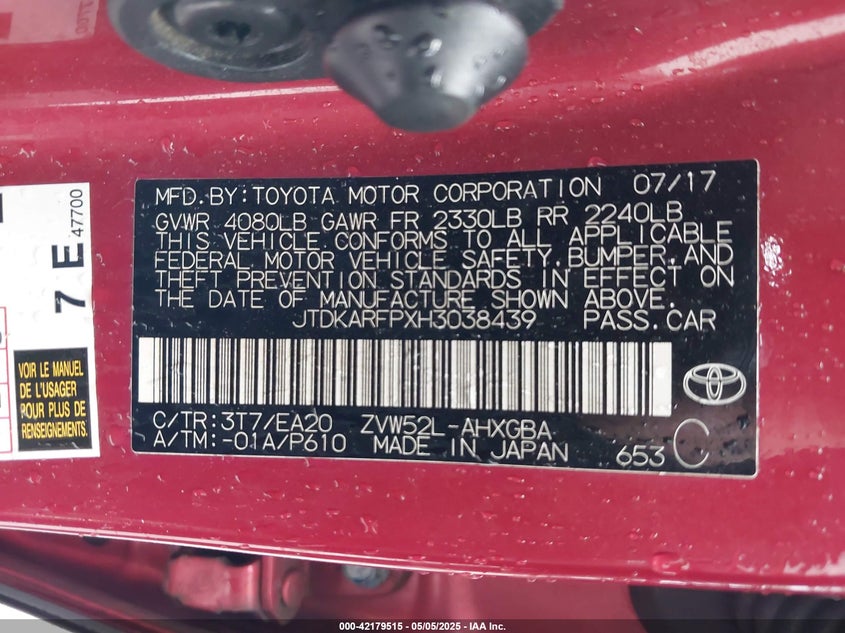 MFD.BY:TOYOTA MOTOR CORPORATION 07/17
GVWR 4080LB GAWR FR 2330LB RR 2240LB
THIS VEHICLE CONFORMS TO ALL APPLICABLE
FEDERAL MOTOR VEHICLE SAFETY,BUMPER,AND
THEFT PREVENTION STANDARDS IN EFFECT ON
THE DATE OF MANUFACTURE SHOWN ABOVE.
JTDKARFPXH3038439 PASS.CAR
C/TR:3T7/EA20 ZVW52L-AHXGBA
A/TM:-01A/P610 MADE IN JAPAN 653 C
7 E
47700
VOIR LE MANUEL
DE L'USAGER
POUR PLUS DE
RENSEIGNEMENTS.
000-42179515 - 05/05/2025 - IAA Inc.